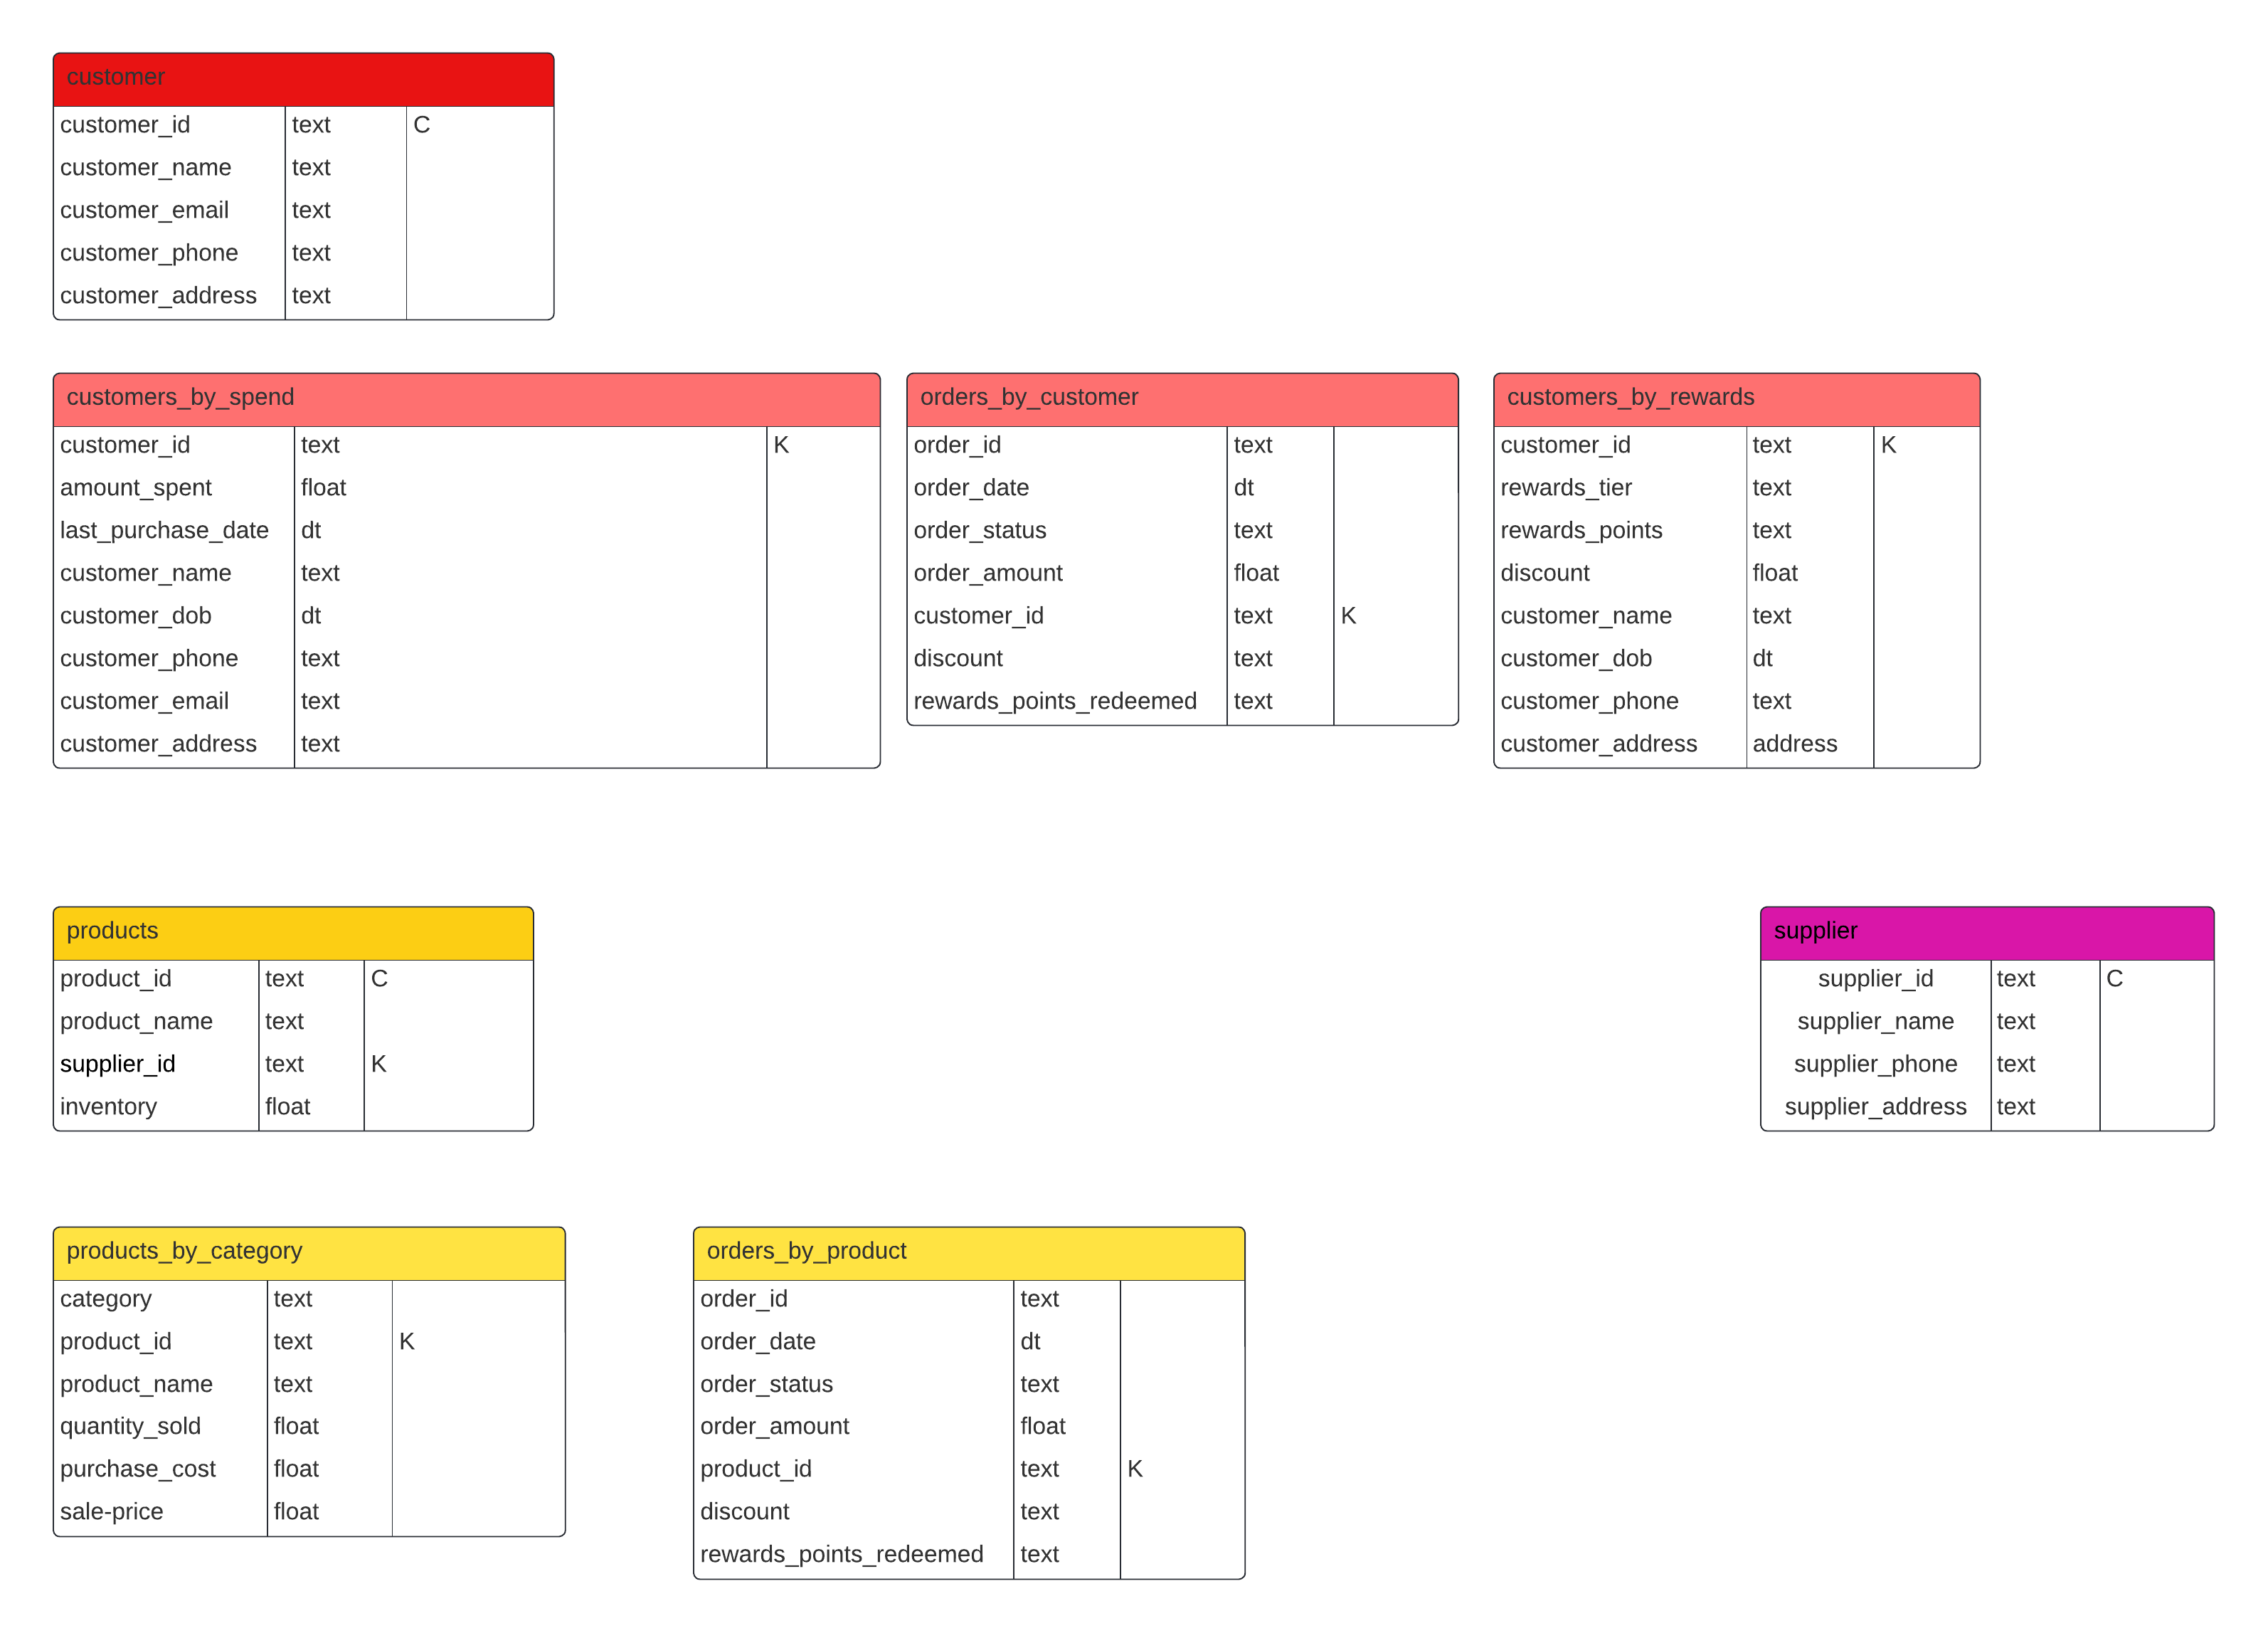 customer
customer_id text C
customer_name text
customer_email text
customer_phone text
customer_address text
customers_by_spend
customer_id text K
amount_spent float
last_purchase_date dt
customer_name text
customer_dob dt
customer_phone text
customer_email text
customer_address text
orders_by_customer
order_id text
order_date dt
order_status text
order_amount float
customer_id text K
discount text
rewards_points_redeemed text
customers_by_rewards
customer_id text K
rewards_tier text
rewards_points text
discount float
customer_name text
customer_dob dt
customer_phone text
customer_address address
products
product_id text C
product_name text
supplier_id text K
inventory float
supplier
supplier_id text C
supplier_name text
supplier_phone text
supplier_address text
products_by_category
category text
product_id text K
product_name text
quantity_sold float
purchase_cost float
sale-price float
orders_by_product
order_id text
order_date dt
order_status text
order_amount float
product_id text K
discount text
rewards_points_redeemed text